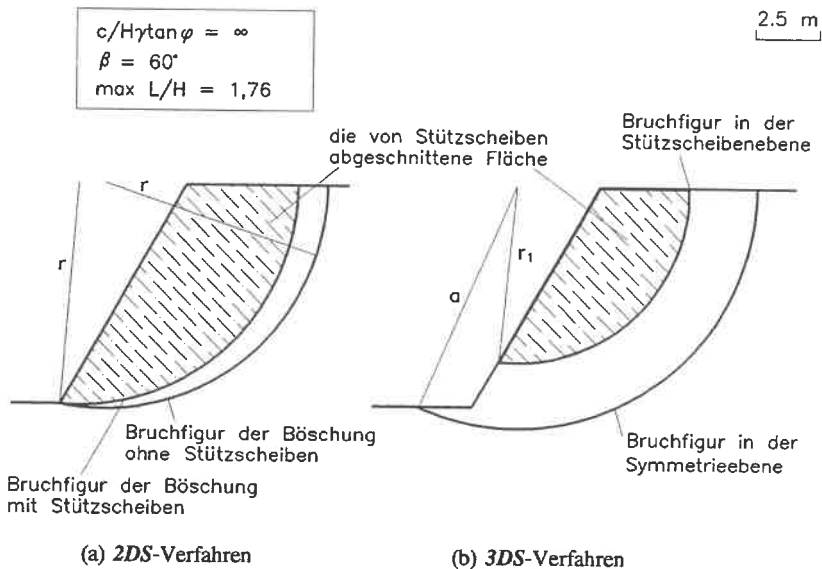 c/Hγtanφ = ∞
β = 60°
max L/H = 1,76
2.5 m
die von Stützscheiben
abgeschnittene Fläche
Bruchfigur in der
Stützscheibenebene
r
r
a
r₁
Bruchfigur der Böschung
ohne Stützscheiben
Bruchfigur der Böschung
mit Stützscheiben
Bruchfigur in der
Symmetrieebene
(a) 2DS-Verfahren
(b) 3DS-Verfahren